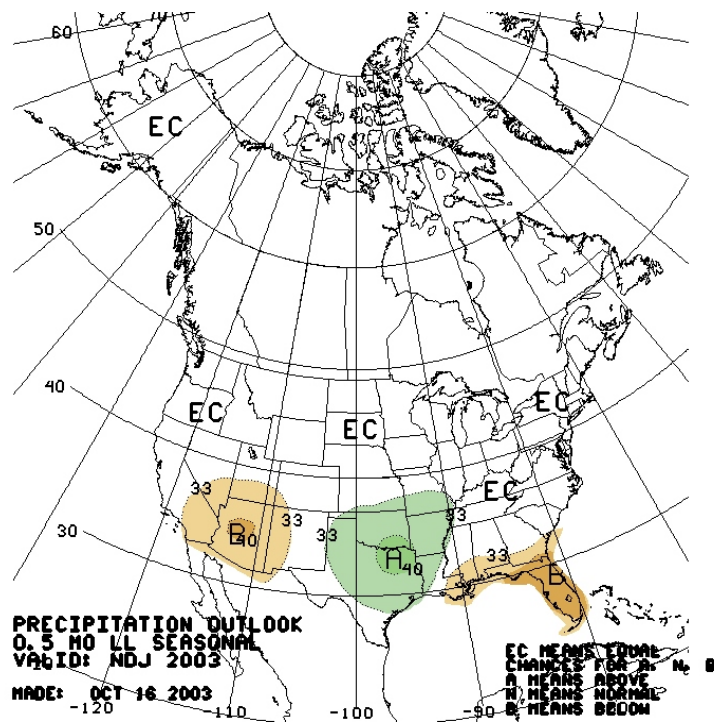 60
EC
50
40
EC
EC
EC
EC
33
33
33
33
33
B
40
A
40
B
30
PRECIPITATION OUTLOOK
0.5 MO LL SEASONAL
VALID: NDJ 2003
MADE: OCT 16 2003
EC MEANS EQUAL
CHANCES FOR A, N, B
A MEANS ABOVE
N MEANS NORMAL
B MEANS BELOW
-120
-110
-100
-90